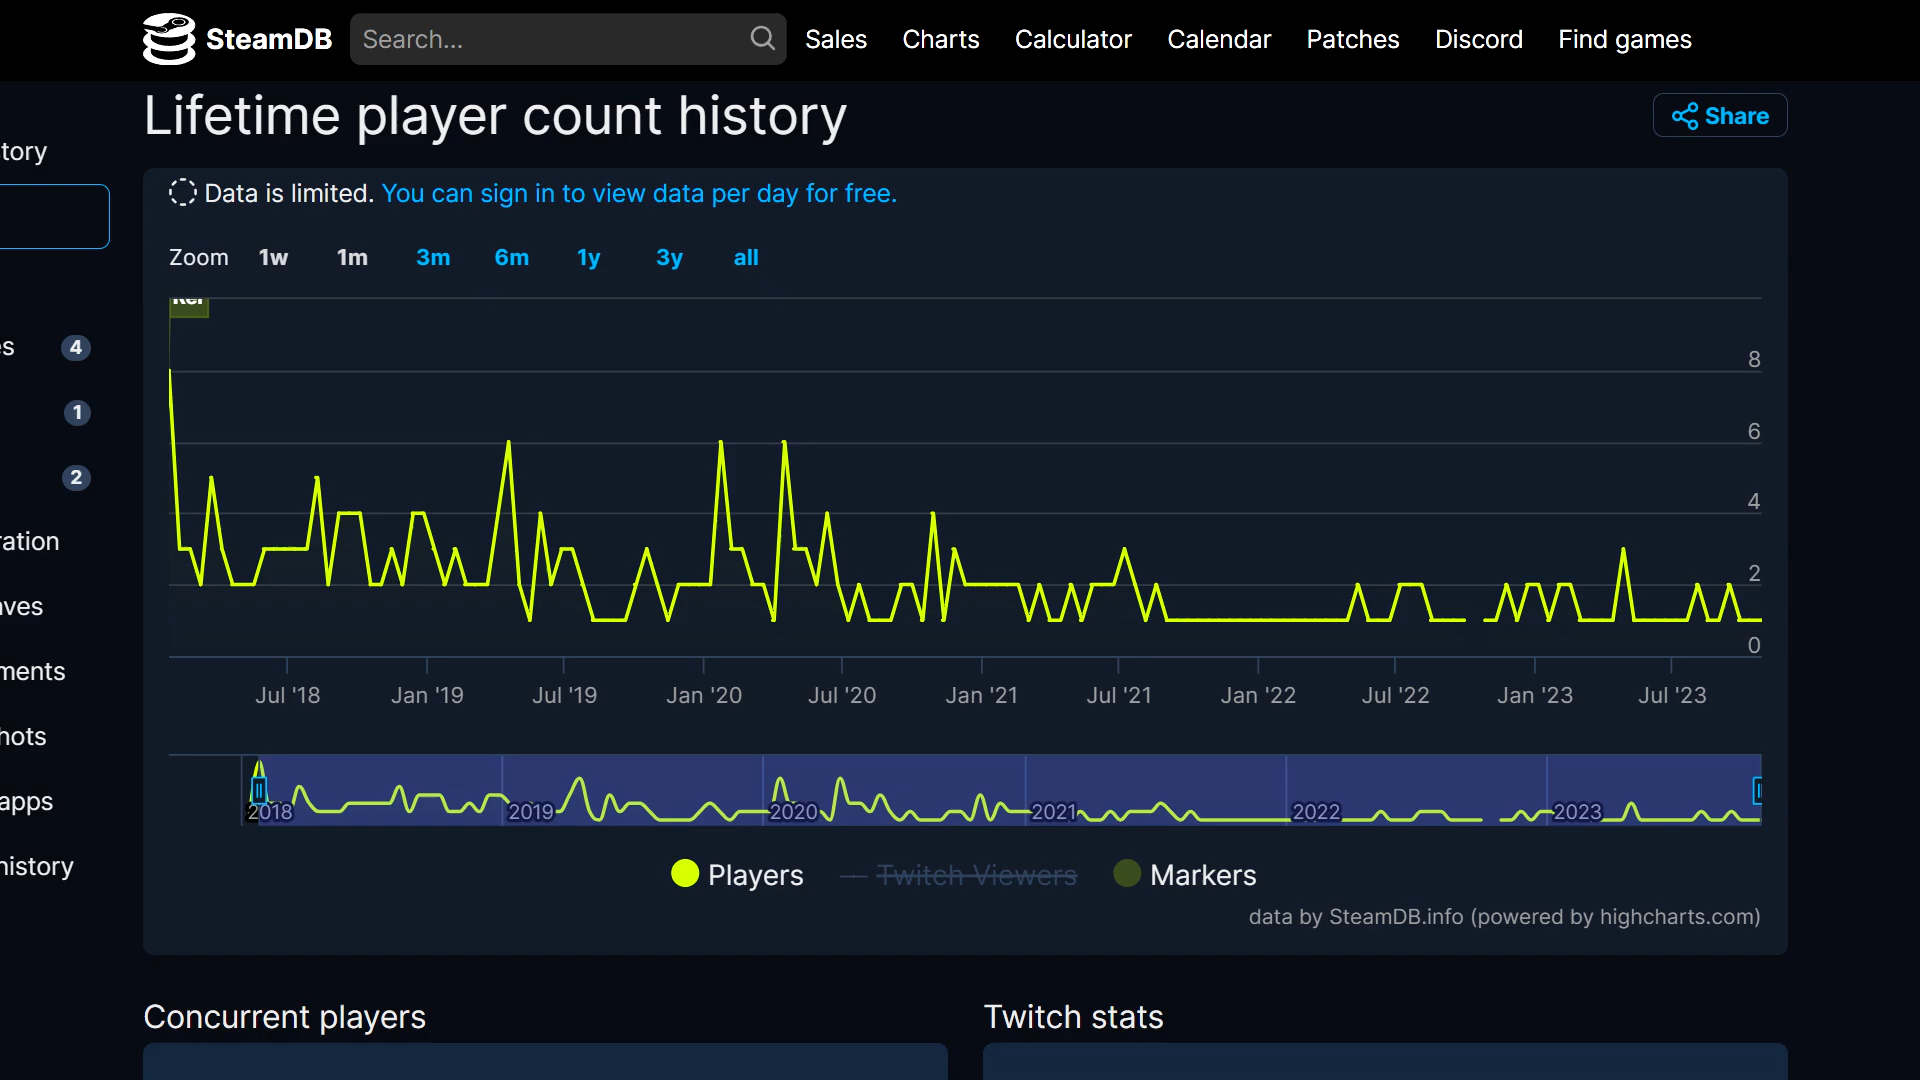 SteamDB
Search...
Sales
Charts
Calculator
Calendar
Patches
Discord
Find games
Lifetime player count history
Share
tory
Data is limited. You can sign in to view data per day for free.
Zoom 1w 1m 3m 6m 1y 3y all
es 4
1
2
ration
aves
ments
hots
apps
history
8
6
4
2
0
Jul '18 Jan '19 Jul '19 Jan '20 Jul '20 Jan '21 Jul '21 Jan '22 Jul '22 Jan '23 Jul '23
2018 2019 2020 2021 2022 2023
Players Twitch Viewers Markers
data by SteamDB.info (powered by highcharts.com)
Concurrent players
Twitch stats